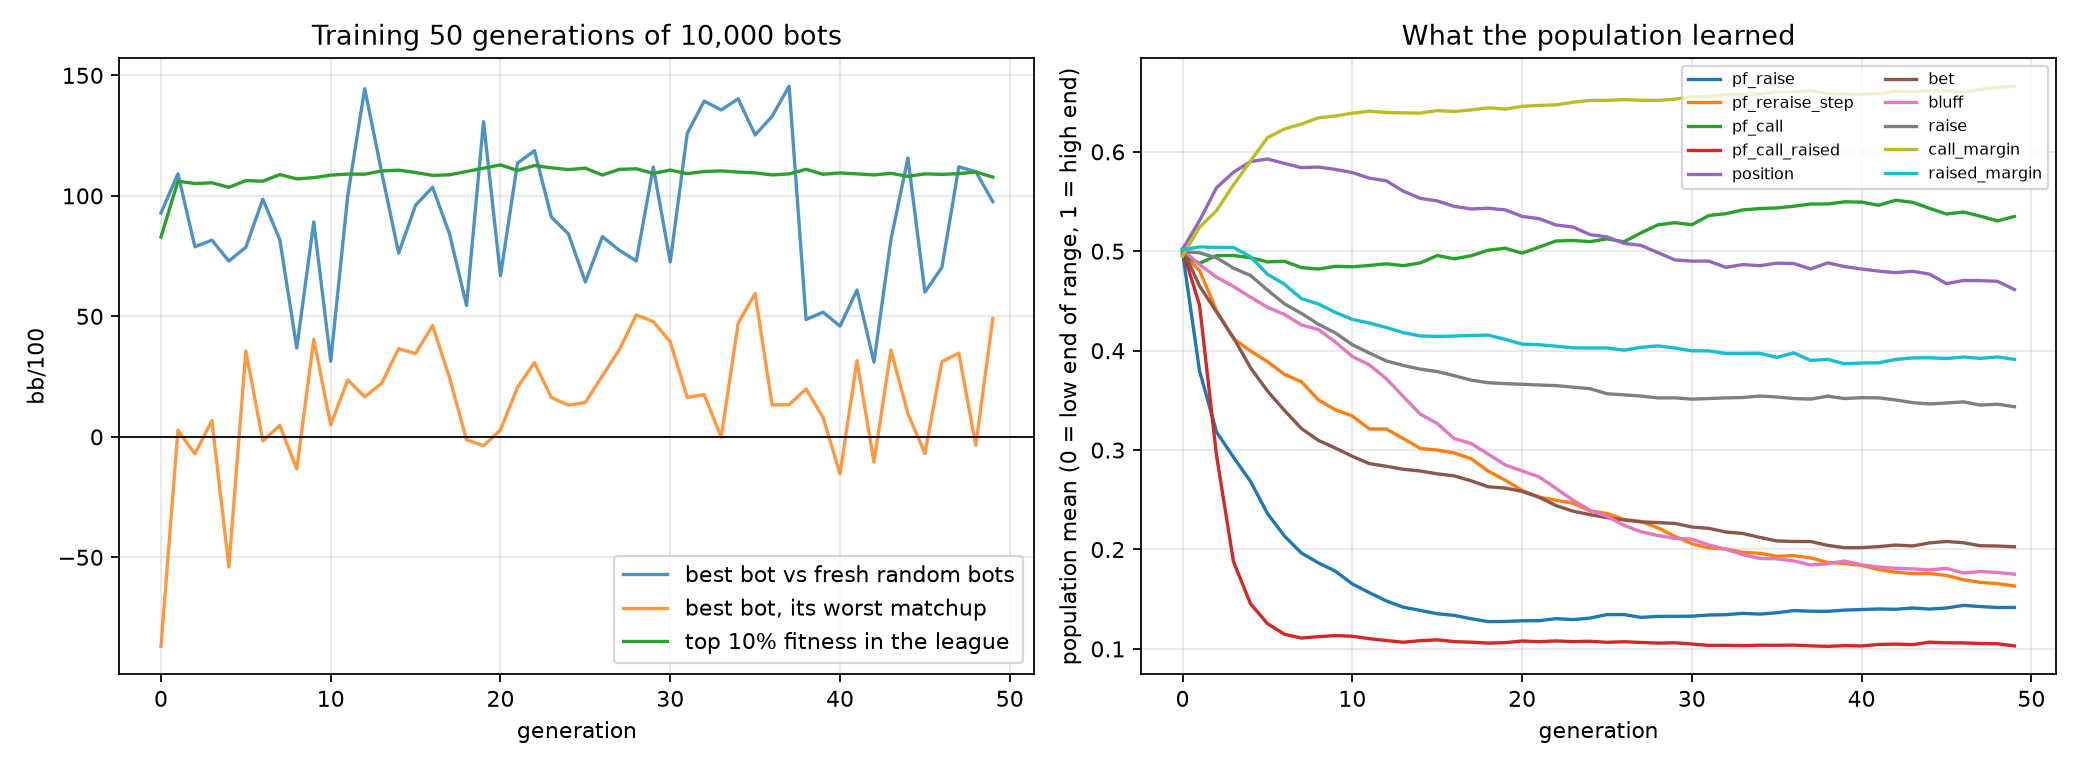 Training 50 generations of 10,000 bots
bb/100
150
100
50
0
−50
0
10
20
30
40
50
generation
best bot vs fresh random bots
best bot, its worst matchup
top 10% fitness in the league
What the population learned
population mean (0 = low end of range, 1 = high end)
0.6
0.5
0.4
0.3
0.2
0.1
0
10
20
30
40
50
generation
pf_raise
pf_reraise_step
pf_call
pf_call_raised
position
bet
bluff
raise
call_margin
raised_margin